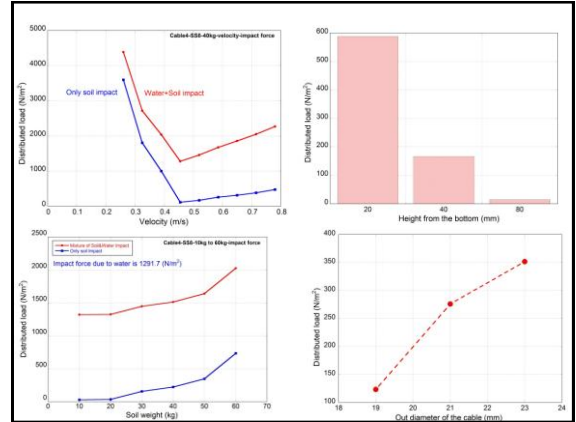 Cable4-SS8-40kg-velocity-impact force
Only soil impact
Water+Soil impact
Distributed load (N/m²)
5000
4000
3000
2000
1000
0
0 0.1 0.2 0.3 0.4 0.5 0.6 0.7 0.8
Velocity (m/s)
Distributed load (N/m²)
600
500
400
300
200
100
0
20 40 80
Height from the bottom (mm)
Cable4-SS8-10kg to 60kg-impact force
Mixture of Soil&Water impact
Only soil impact
Impact force due to water is 1291.7 (N/m²)
Distributed load (N/m²)
2500
2000
1500
1000
500
0
0 10 20 30 40 50 60 70
Soil weight (kg)
Distributed load (N/m²)
400
350
300
250
200
150
100
18 19 20 21 22 23 24
Out diameter of the cable (mm)